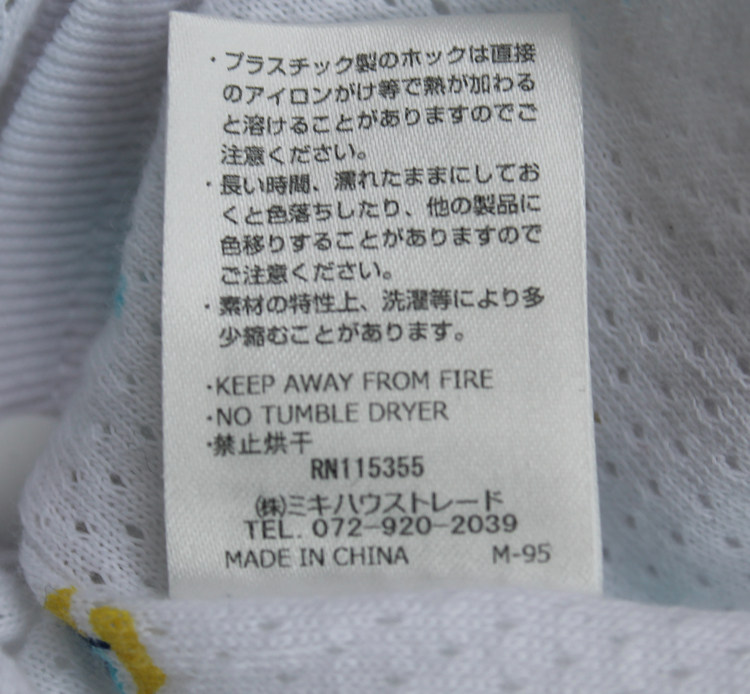 ・プラスチック製のホックは直接
のアイロンがけ等で熱が加わる
と溶けることがありますのでご
注意ください。
・長い時間、濡れたままにしてお
くと色落ちしたり、他の製品に
色移りすることがありますので
ご注意ください。
・素材の特性上、洗濯等により多
少縮むことがあります。
・KEEP AWAY FROM FIRE
・NO TUMBLE DRYER
・禁止烘干
RN115355
㈱ミキハウストレード
TEL. 072-920-2039
MADE IN CHINA M-95